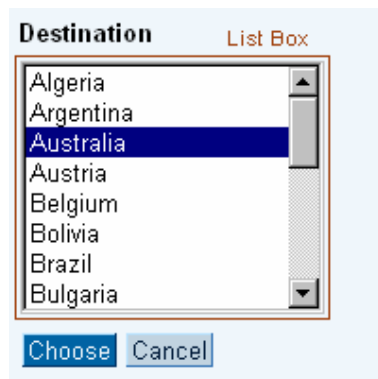 Destination List Box
Algeria
Argentina
Australia
Austria
Belgium
Bolivia
Brazil
Bulgaria
Choose Cancel